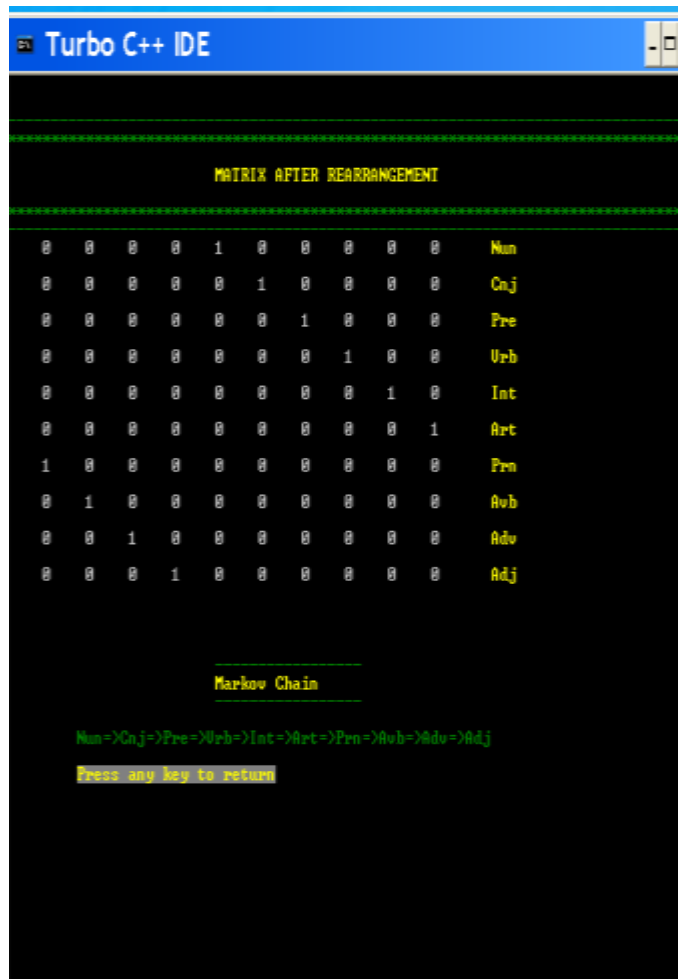 Turbo C++ IDE
MATRIX AFTER REARRANGEMENT
0 0 0 0 1 0 0 0 0 0 Nun
0 0 0 0 0 1 0 0 0 0 Cnj
0 0 0 0 0 0 1 0 0 0 Pre
0 0 0 0 0 0 0 1 0 0 Vrb
0 0 0 0 0 0 0 0 1 0 Int
0 0 0 0 0 0 0 0 0 1 Art
1 0 0 0 0 0 0 0 0 0 Prn
0 1 0 0 0 0 0 0 0 0 Avb
0 0 1 0 0 0 0 0 0 0 Adv
0 0 0 1 0 0 0 0 0 0 Adj
Markov Chain
Nun=>Cnj=>Pre=>Vrb=>Int=>Art=>Prn=>Avb=>Adv=>Adj
Press any key to return